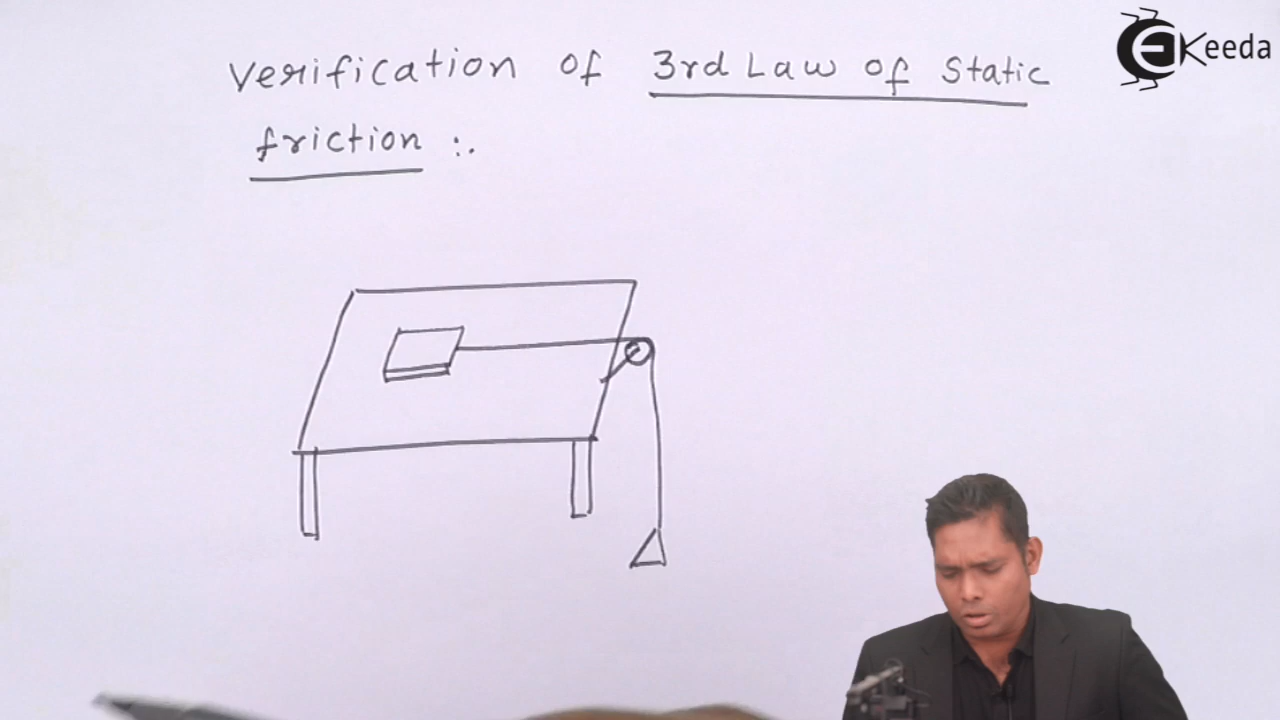 Verification of 3rd Law of Static
friction :.
EKeeda